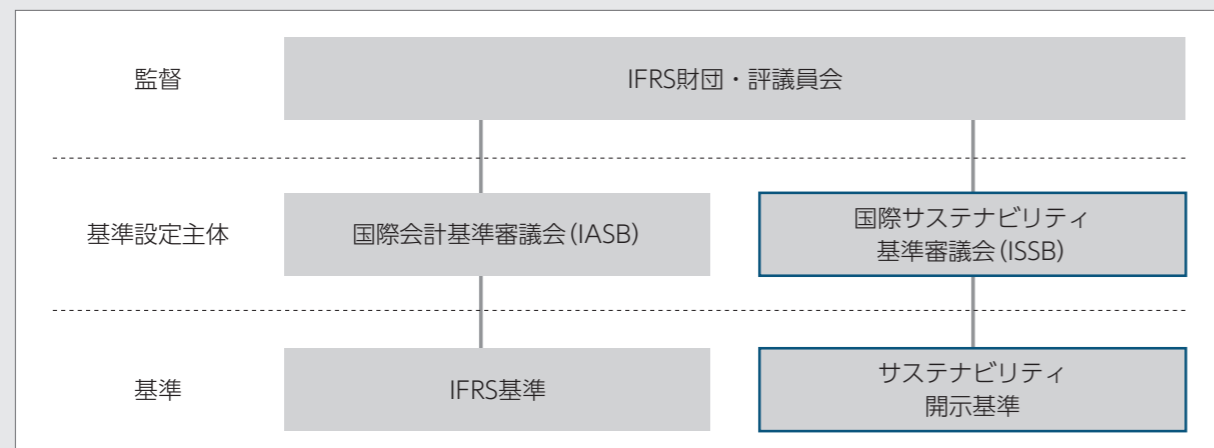 監督
IFRS財団・評議員会
基準設定主体
国際会計基準審議会(IASB)
国際サステナビリティ
基準審議会(ISSB)
基準
IFRS基準
サステナビリティ
開示基準